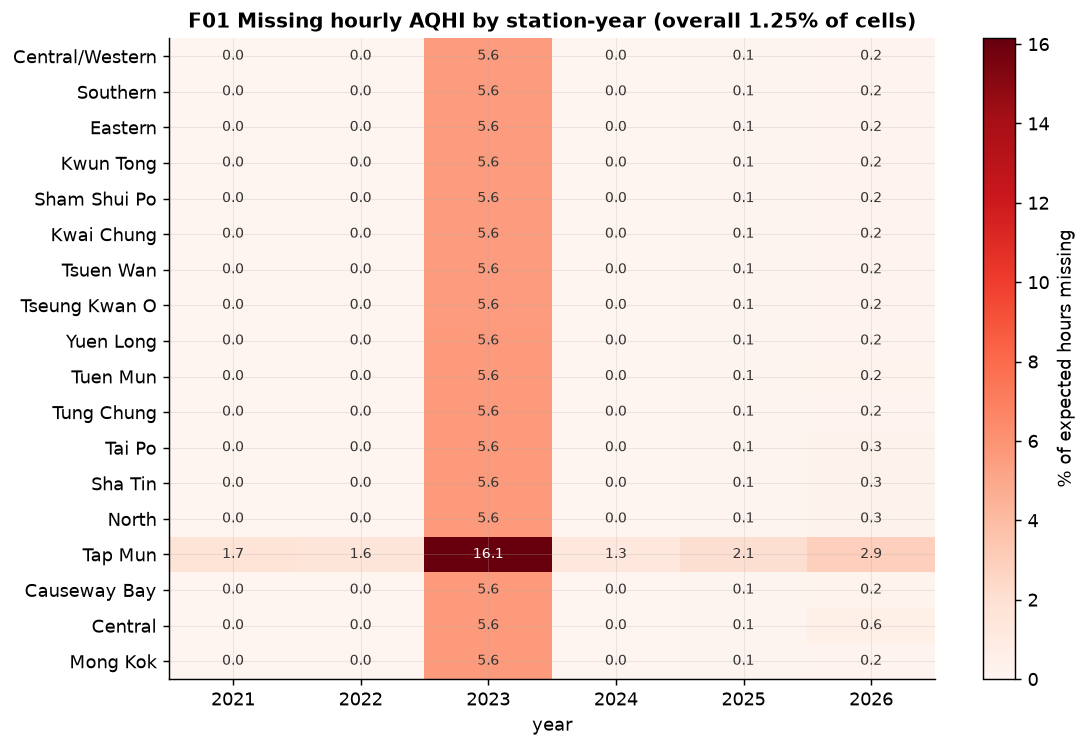 F01 Missing hourly AQHI by station-year (overall 1.25% of cells)
Central/Western 0.0 0.0 5.6 0.0 0.1 0.2
Southern 0.0 0.0 5.6 0.0 0.1 0.2
Eastern 0.0 0.0 5.6 0.0 0.1 0.2
Kwun Tong 0.0 0.0 5.6 0.0 0.1 0.2
Sham Shui Po 0.0 0.0 5.6 0.0 0.1 0.2
Kwai Chung 0.0 0.0 5.6 0.0 0.1 0.2
Tsuen Wan 0.0 0.0 5.6 0.0 0.1 0.2
Tseung Kwan O 0.0 0.0 5.6 0.0 0.1 0.2
Yuen Long 0.0 0.0 5.6 0.0 0.1 0.2
Tuen Mun 0.0 0.0 5.6 0.0 0.1 0.2
Tung Chung 0.0 0.0 5.6 0.0 0.1 0.2
Tai Po 0.0 0.0 5.6 0.0 0.1 0.3
Sha Tin 0.0 0.0 5.6 0.0 0.1 0.3
North 0.0 0.0 5.6 0.0 0.1 0.3
Tap Mun 1.7 1.6 16.1 1.3 2.1 2.9
Causeway Bay 0.0 0.0 5.6 0.0 0.1 0.2
Central 0.0 0.0 5.6 0.0 0.1 0.6
Mong Kok 0.0 0.0 5.6 0.0 0.1 0.2
2021 2022 2023 2024 2025 2026
year
16
14
12
10
8
6
4
2
0
% of expected hours missing